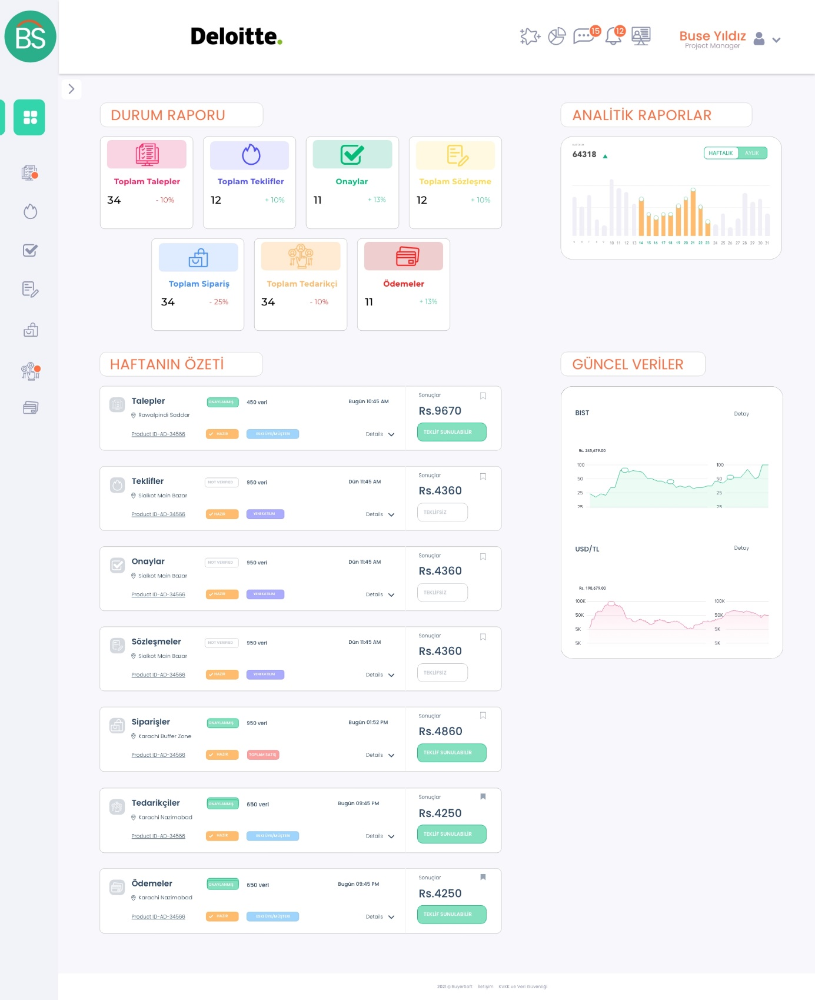 BS
Deloitte.
15
12
Buse Yıldız
Project Manager
DURUM RAPORU
ANALİTİK RAPORLAR
Toplam Talepler
34 - 10%
Toplam Teklifler
12 + 10%
Onaylar
11 + 13%
Toplam Sözleşme
12 + 10%
HAFTALIK
64318
HAFTALIK AYLIK
5 6 7 8 9 10 11 12 13 14 15 16 17 18 19 20 21 22 23 24 25 26 27 28 29 30 31
Toplam Sipariş
34 - 25%
Toplam Tedarikçi
34 - 10%
Ödemeler
11 + 13%
HAFTANIN ÖZETİ
GÜNCEL VERİLER
Talepler ONAYLANMIŞ 450 veri Bugün 10:45 AM
Rawalpindi Saddar
Product ID-AD-34566 HAZIR ESKİ ÜYE/MÜŞTERİ Details
Sonuçlar
Rs.9670
TEKLİF SUNULABİLİR
Teklifler NOT VERIFIED 950 veri Dün 11:45 AM
Sialkot Main Bazar
Product ID-AD-34566 HAZIR YENİ KATILIM Details
Sonuçlar
Rs.4360
TEKLİFSİZ
Onaylar NOT VERIFIED 950 veri Dün 11:45 AM
Sialkot Main Bazar
Product ID-AD-34566 HAZIR YENİ KATILIM Details
Sonuçlar
Rs.4360
TEKLİFSİZ
Sözleşmeler NOT VERIFIED 950 veri Dün 11:45 AM
Sialkot Main Bazar
Product ID-AD-34566 HAZIR YENİ KATILIM Details
Sonuçlar
Rs.4360
TEKLİFSİZ
Siparişler ONAYLANMIŞ 950 veri Bugün 01:52 PM
Karachi Buffer Zone
Product ID-AD-34566 HAZIR TOPLAM SATIŞ Details
Sonuçlar
Rs.4860
TEKLİF SUNULABİLİR
Tedarikçiler ONAYLANMIŞ 650 veri Bugün 09:45 PM
Karachi Nazimabad
Product ID-AD-34566 HAZIR ESKİ ÜYE/MÜŞTERİ Details
Sonuçlar
Rs.4250
TEKLİF SUNULABİLİR
Ödemeler ONAYLANMIŞ 650 veri Bugün 09:45 PM
Karachi Nazimabad
Product ID-AD-34566 HAZIR ESKİ ÜYE/MÜŞTERİ Details
Sonuçlar
Rs.4250
TEKLİF SUNULABİLİR
BIST Detay
Rs. 245,679.00
100 100
50 50
25 25
25 25
USD/TL Detay
Rs. 198,679.00
100K 100K
50K 50K
5K 5K
5K 5K
2021 © BuyerSoft İletişim KVKK ve Veri Güvenliği